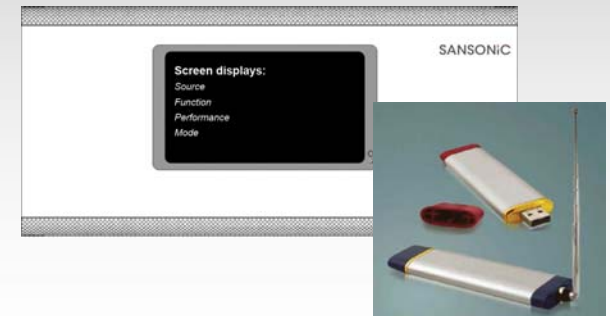 SANSONiC
Screen displays:
Source
Function
Performance
Mode